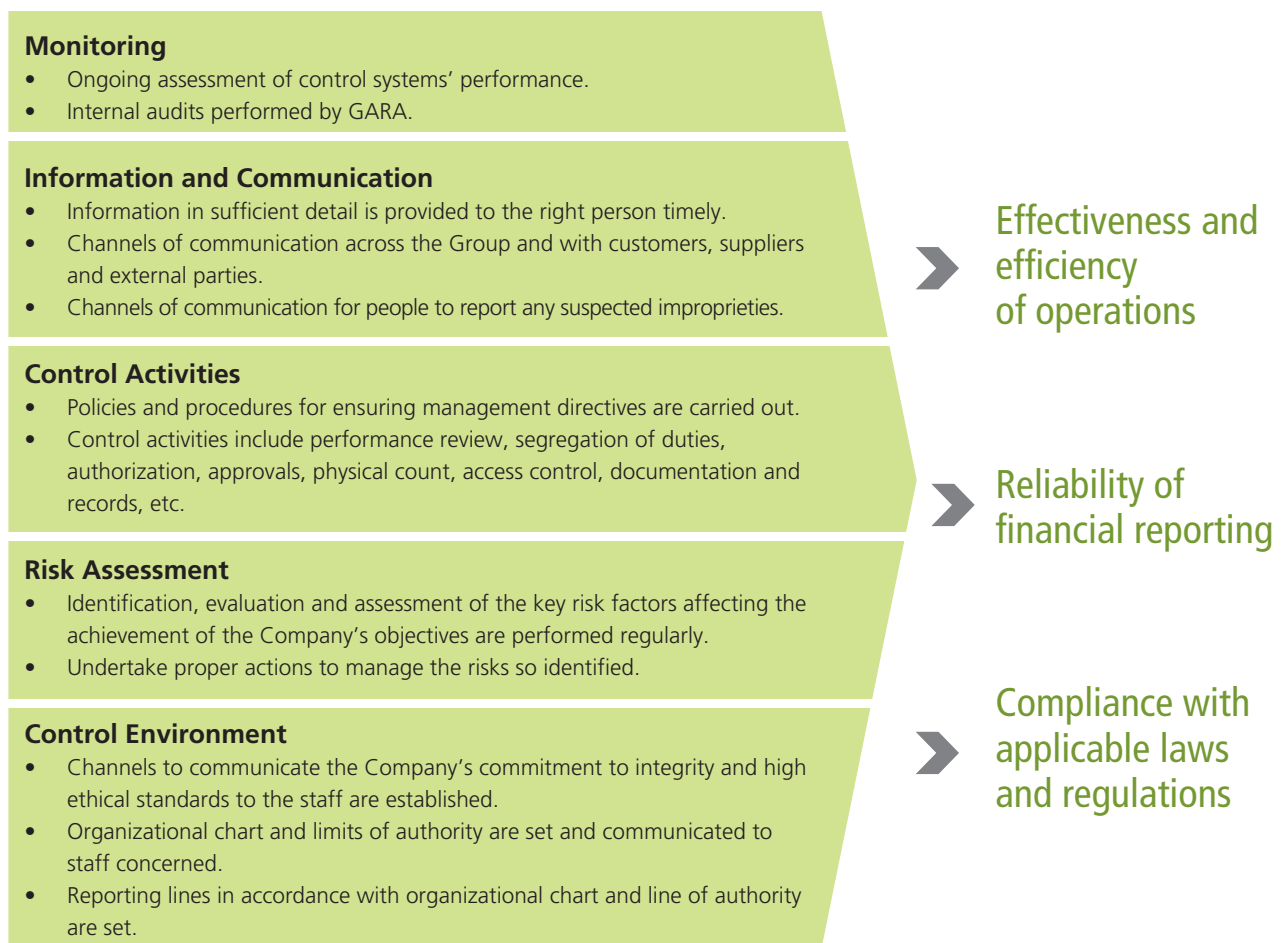 Monitoring
• Ongoing assessment of control systems’ performance.
• Internal audits performed by GARA.
Information and Communication
• Information in sufficient detail is provided to the right person timely.
• Channels of communication across the Group and with customers, suppliers
and external parties.
• Channels of communication for people to report any suspected improprieties.
Control Activities
• Policies and procedures for ensuring management directives are carried out.
• Control activities include performance review, segregation of duties,
authorization, approvals, physical count, access control, documentation and
records, etc.
Risk Assessment
• Identification, evaluation and assessment of the key risk factors affecting the
achievement of the Company’s objectives are performed regularly.
• Undertake proper actions to manage the risks so identified.
Control Environment
• Channels to communicate the Company’s commitment to integrity and high
ethical standards to the staff are established.
• Organizational chart and limits of authority are set and communicated to
staff concerned.
• Reporting lines in accordance with organizational chart and line of authority
are set.
Effectiveness and
efficiency
of operations
Reliability of
financial reporting
Compliance with
applicable laws
and regulations